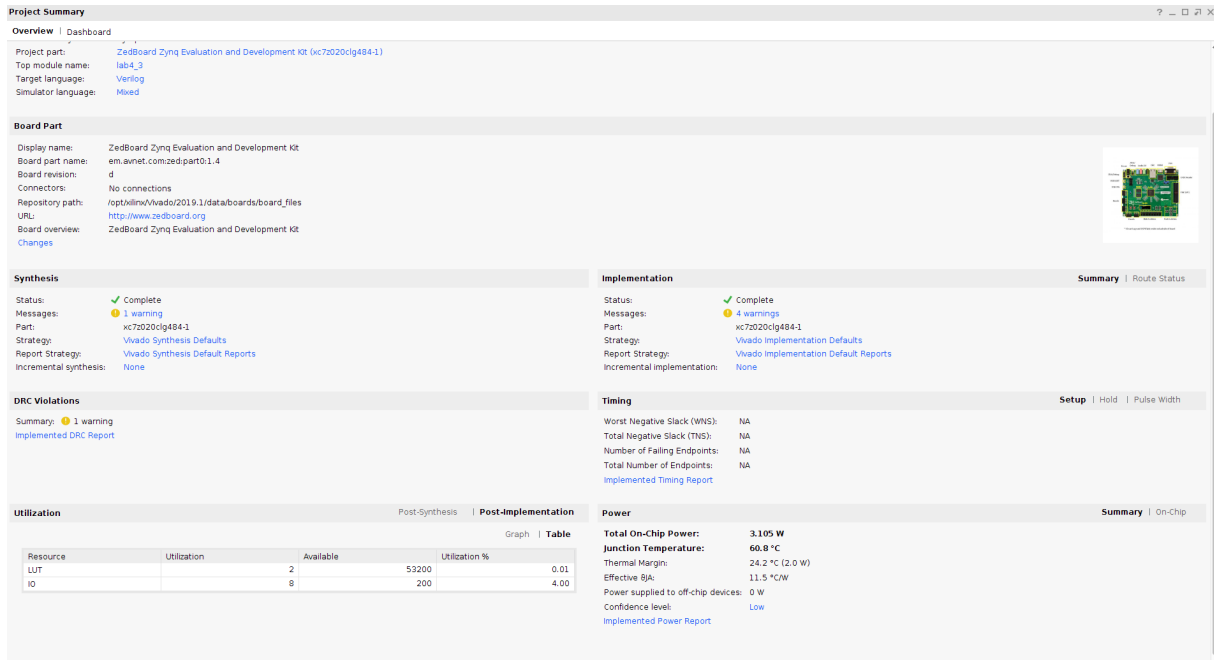 Project Summary
? _
Overview | Dashboard
Project part: ZedBoard Zynq Evaluation and Development Kit (xc7z020clg484-1)
Top module name: lab4_3
Target language: Verilog
Simulator language: Mixed
Board Part
Display name: ZedBoard Zynq Evaluation and Development Kit
Board part name: em.avnet.com:zed:part0:1.4
Board revision: d
Connectors: No connections
Repository path: /opt/xilinx/Vivado/2019.1/data/boards/board_files
URL: http://www.zedboard.org
Board overview: ZedBoard Zynq Evaluation and Development Kit
Changes
Synthesis
Status: Complete
Messages: 1 warning
Part: xc7z020clg484-1
Strategy: Vivado Synthesis Defaults
Report Strategy: Vivado Synthesis Default Reports
Incremental synthesis: None
Implementation Summary | Route Status
Status: Complete
Messages: 4 warnings
Part: xc7z020clg484-1
Strategy: Vivado Implementation Defaults
Report Strategy: Vivado Implementation Default Reports
Incremental implementation: None
DRC Violations
Summary: 1 warning
Implemented DRC Report
Timing Setup | Hold | Pulse Width
Worst Negative Slack (WNS): NA
Total Negative Slack (TNS): NA
Number of Failing Endpoints: NA
Total Number of Endpoints: NA
Implemented Timing Report
Utilization Post-Synthesis | Post-Implementation
Graph | Table
Resource Utilization Available Utilization %
LUT 2 53200 0.01
IO 8 200 4.00
Power Summary | On-Chip
Total On-Chip Power: 3.105 W
Junction Temperature: 60.8 °C
Thermal Margin: 24.2 °C (2.0 W)
Effective ϑJA: 11.5 °C/W
Power supplied to off-chip devices: 0 W
Confidence level: Low
Implemented Power Report